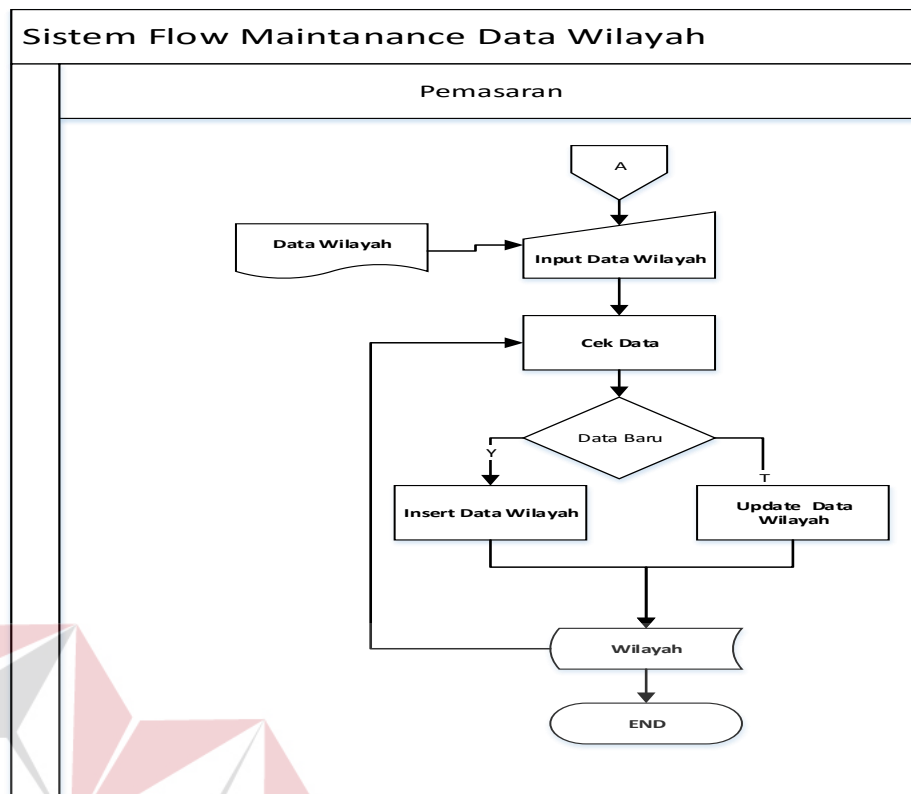 Sistem Flow Maintanance Data Wilayah
Pemasaran
A
Data Wilayah
Input Data Wilayah
Cek Data
Data Baru
Y
T
Insert Data Wilayah
Update Data
Wilayah
Wilayah
END